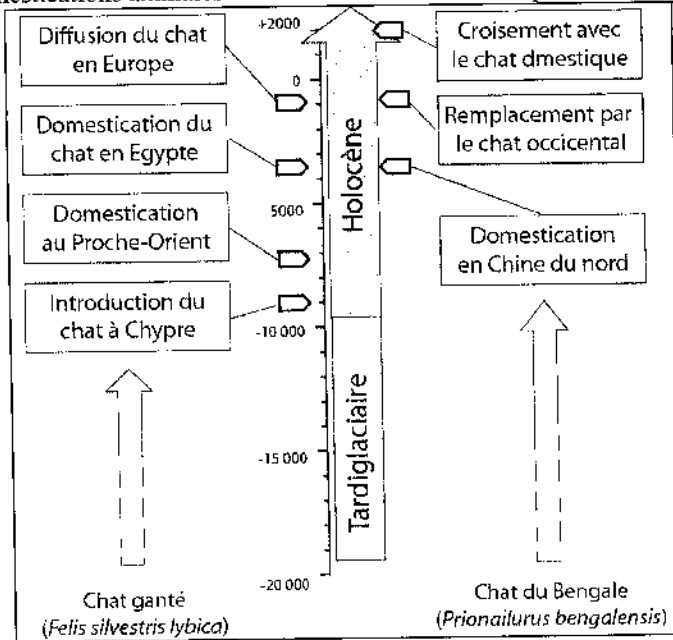 Diffusion du chat
en Europe
Domestication du
chat en Egypte
Domestication
au Proche-Orient
Introduction du
chat à Chypre
Chat ganté
(Felis silvestris lybica)
+2000
0
5000
-10 000
-15 000
-20 000
Holocène
Tardiglaciaire
Croisement avec
le chat dmestique
Remplacement par
le chat occicental
Domestication
en Chine du nord
Chat du Bengale
(Prionailurus bengalensis)